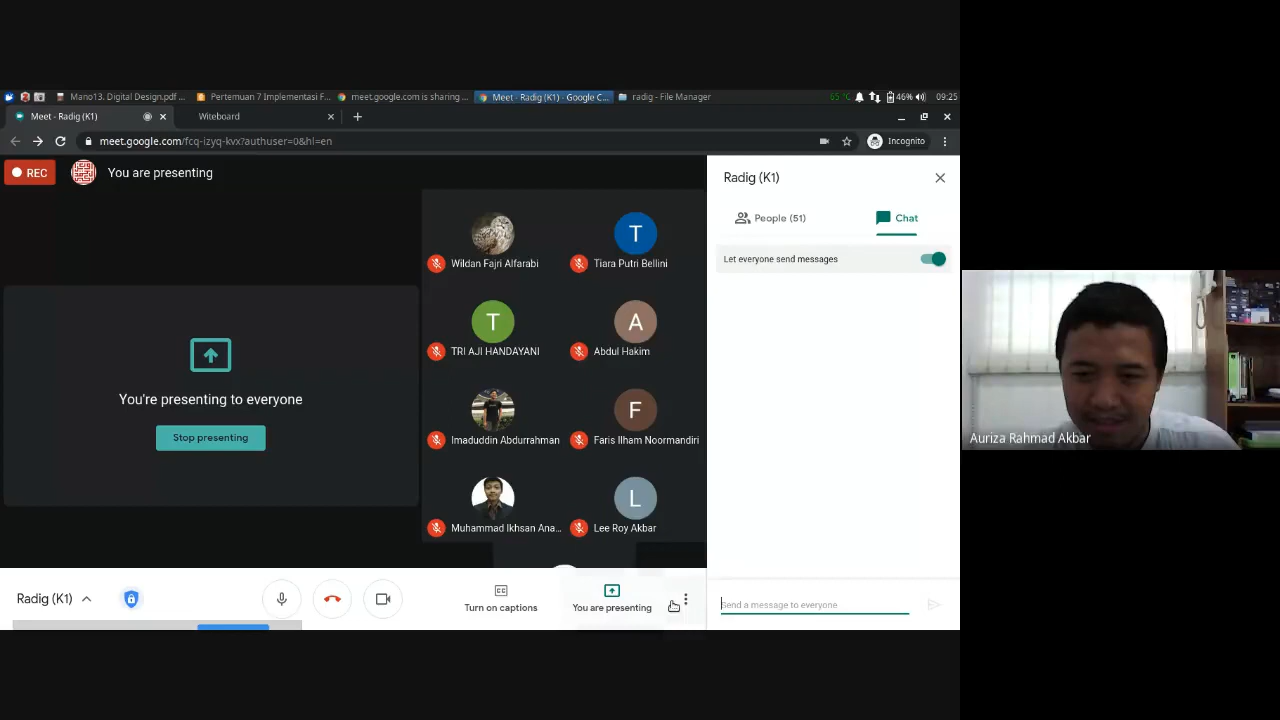 Mano13. Digital Design.pdf ...
Pertemuan 7 Implementasi F...
meet.google.com is sharing ...
Meet - Radig (K1) - Google C...
radig - File Manager
65 °C
46%
09:25
Meet - Radig (K1)
Witeboard
meet.google.com/fcq-izyq-kvx?authuser=0&hl=en
Incognito
REC
You are presenting
You're presenting to everyone
Stop presenting
Wildan Fajri Alfarabi
T
Tiara Putri Bellini
T
TRI AJI HANDAYANI
A
Abdul Hakim
Imaduddin Abdurrahman
F
Faris Ilham Noormandiri
Muhammad Ikhsan Ana...
L
Lee Roy Akbar
Radig (K1)
People (51)
Chat
Let everyone send messages
Send a message to everyone
Radig (K1)
CC
Turn on captions
You are presenting
Auriza Rahmad Akbar